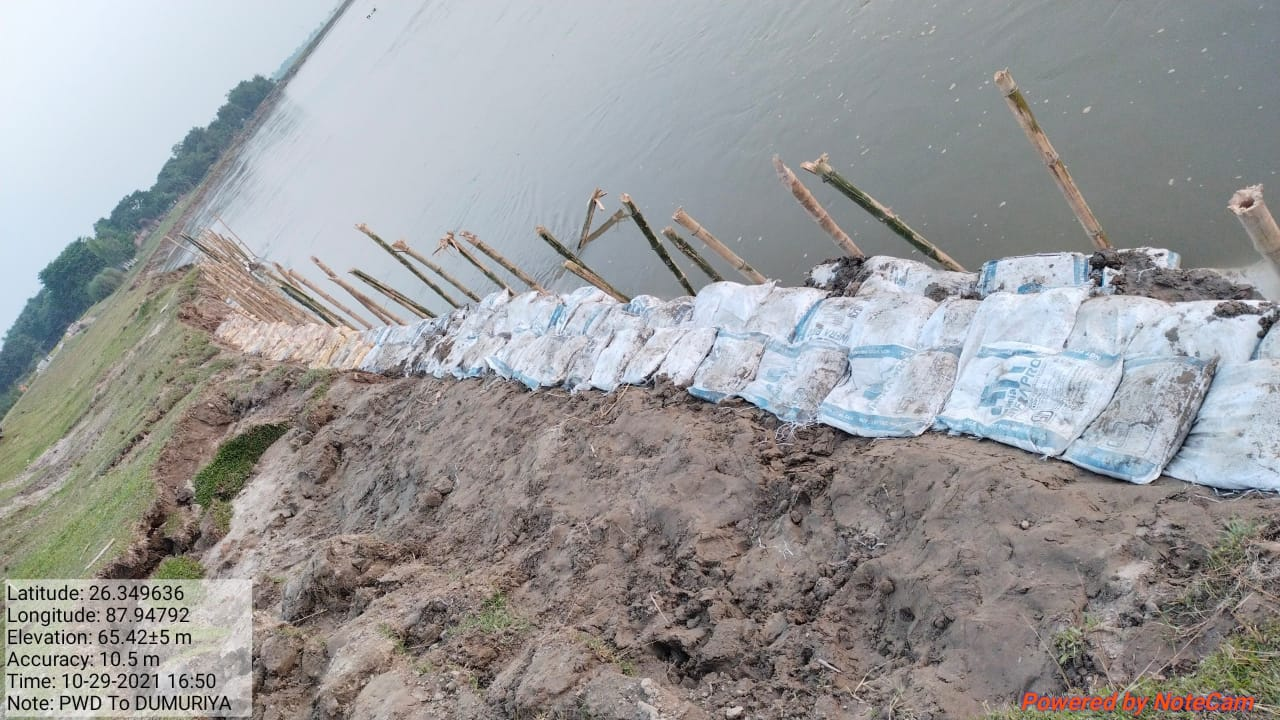 Latitude: 26.349636
Longitude: 87.94792
Elevation: 65.42±5 m
Accuracy: 10.5 m
Time: 10-29-2021 16:50
Note: PWD To DUMURIYA
Powered by NoteCam